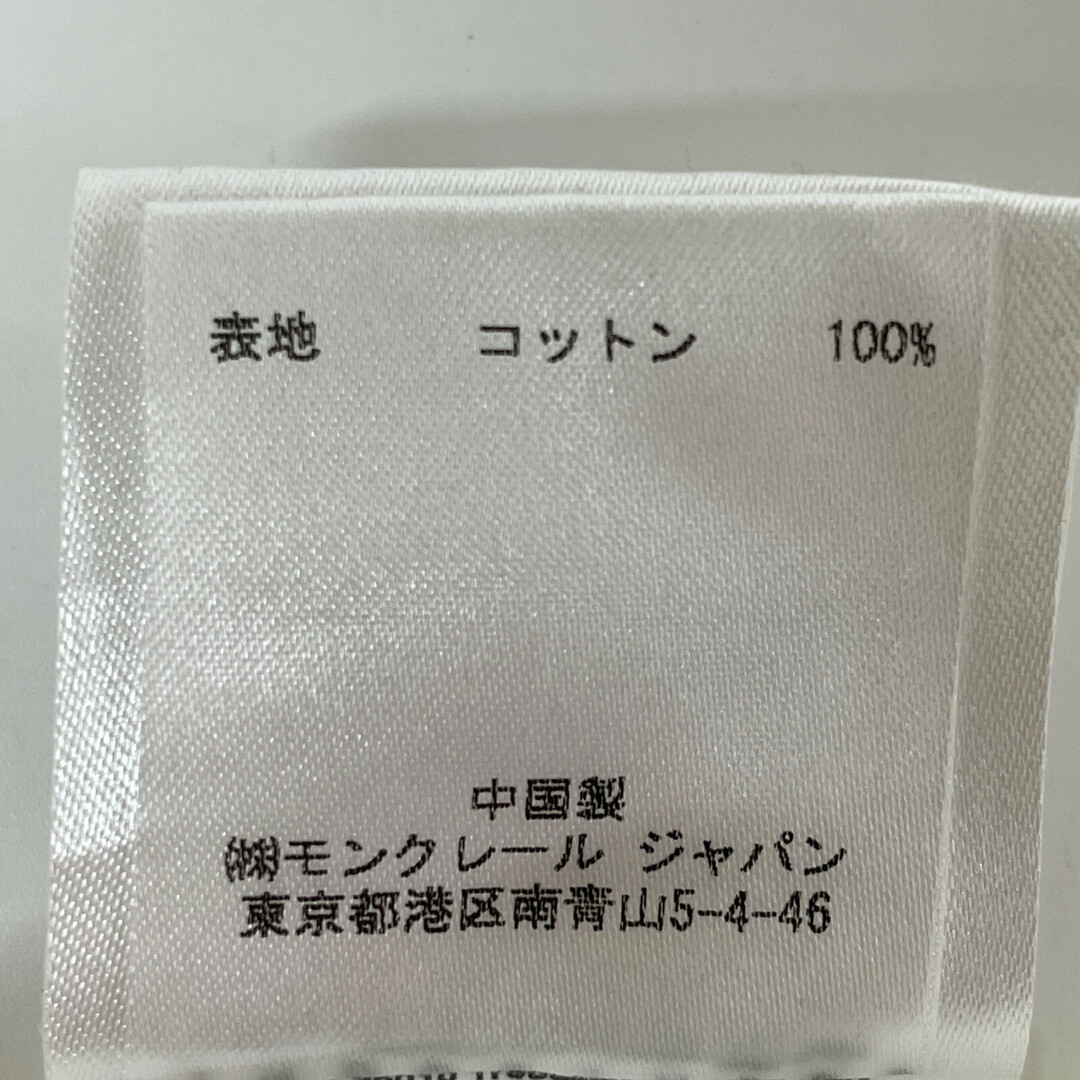 表地 コットン 100%
中国製
㈱モンクレール ジャパン
東京都港区南青山5-4-46